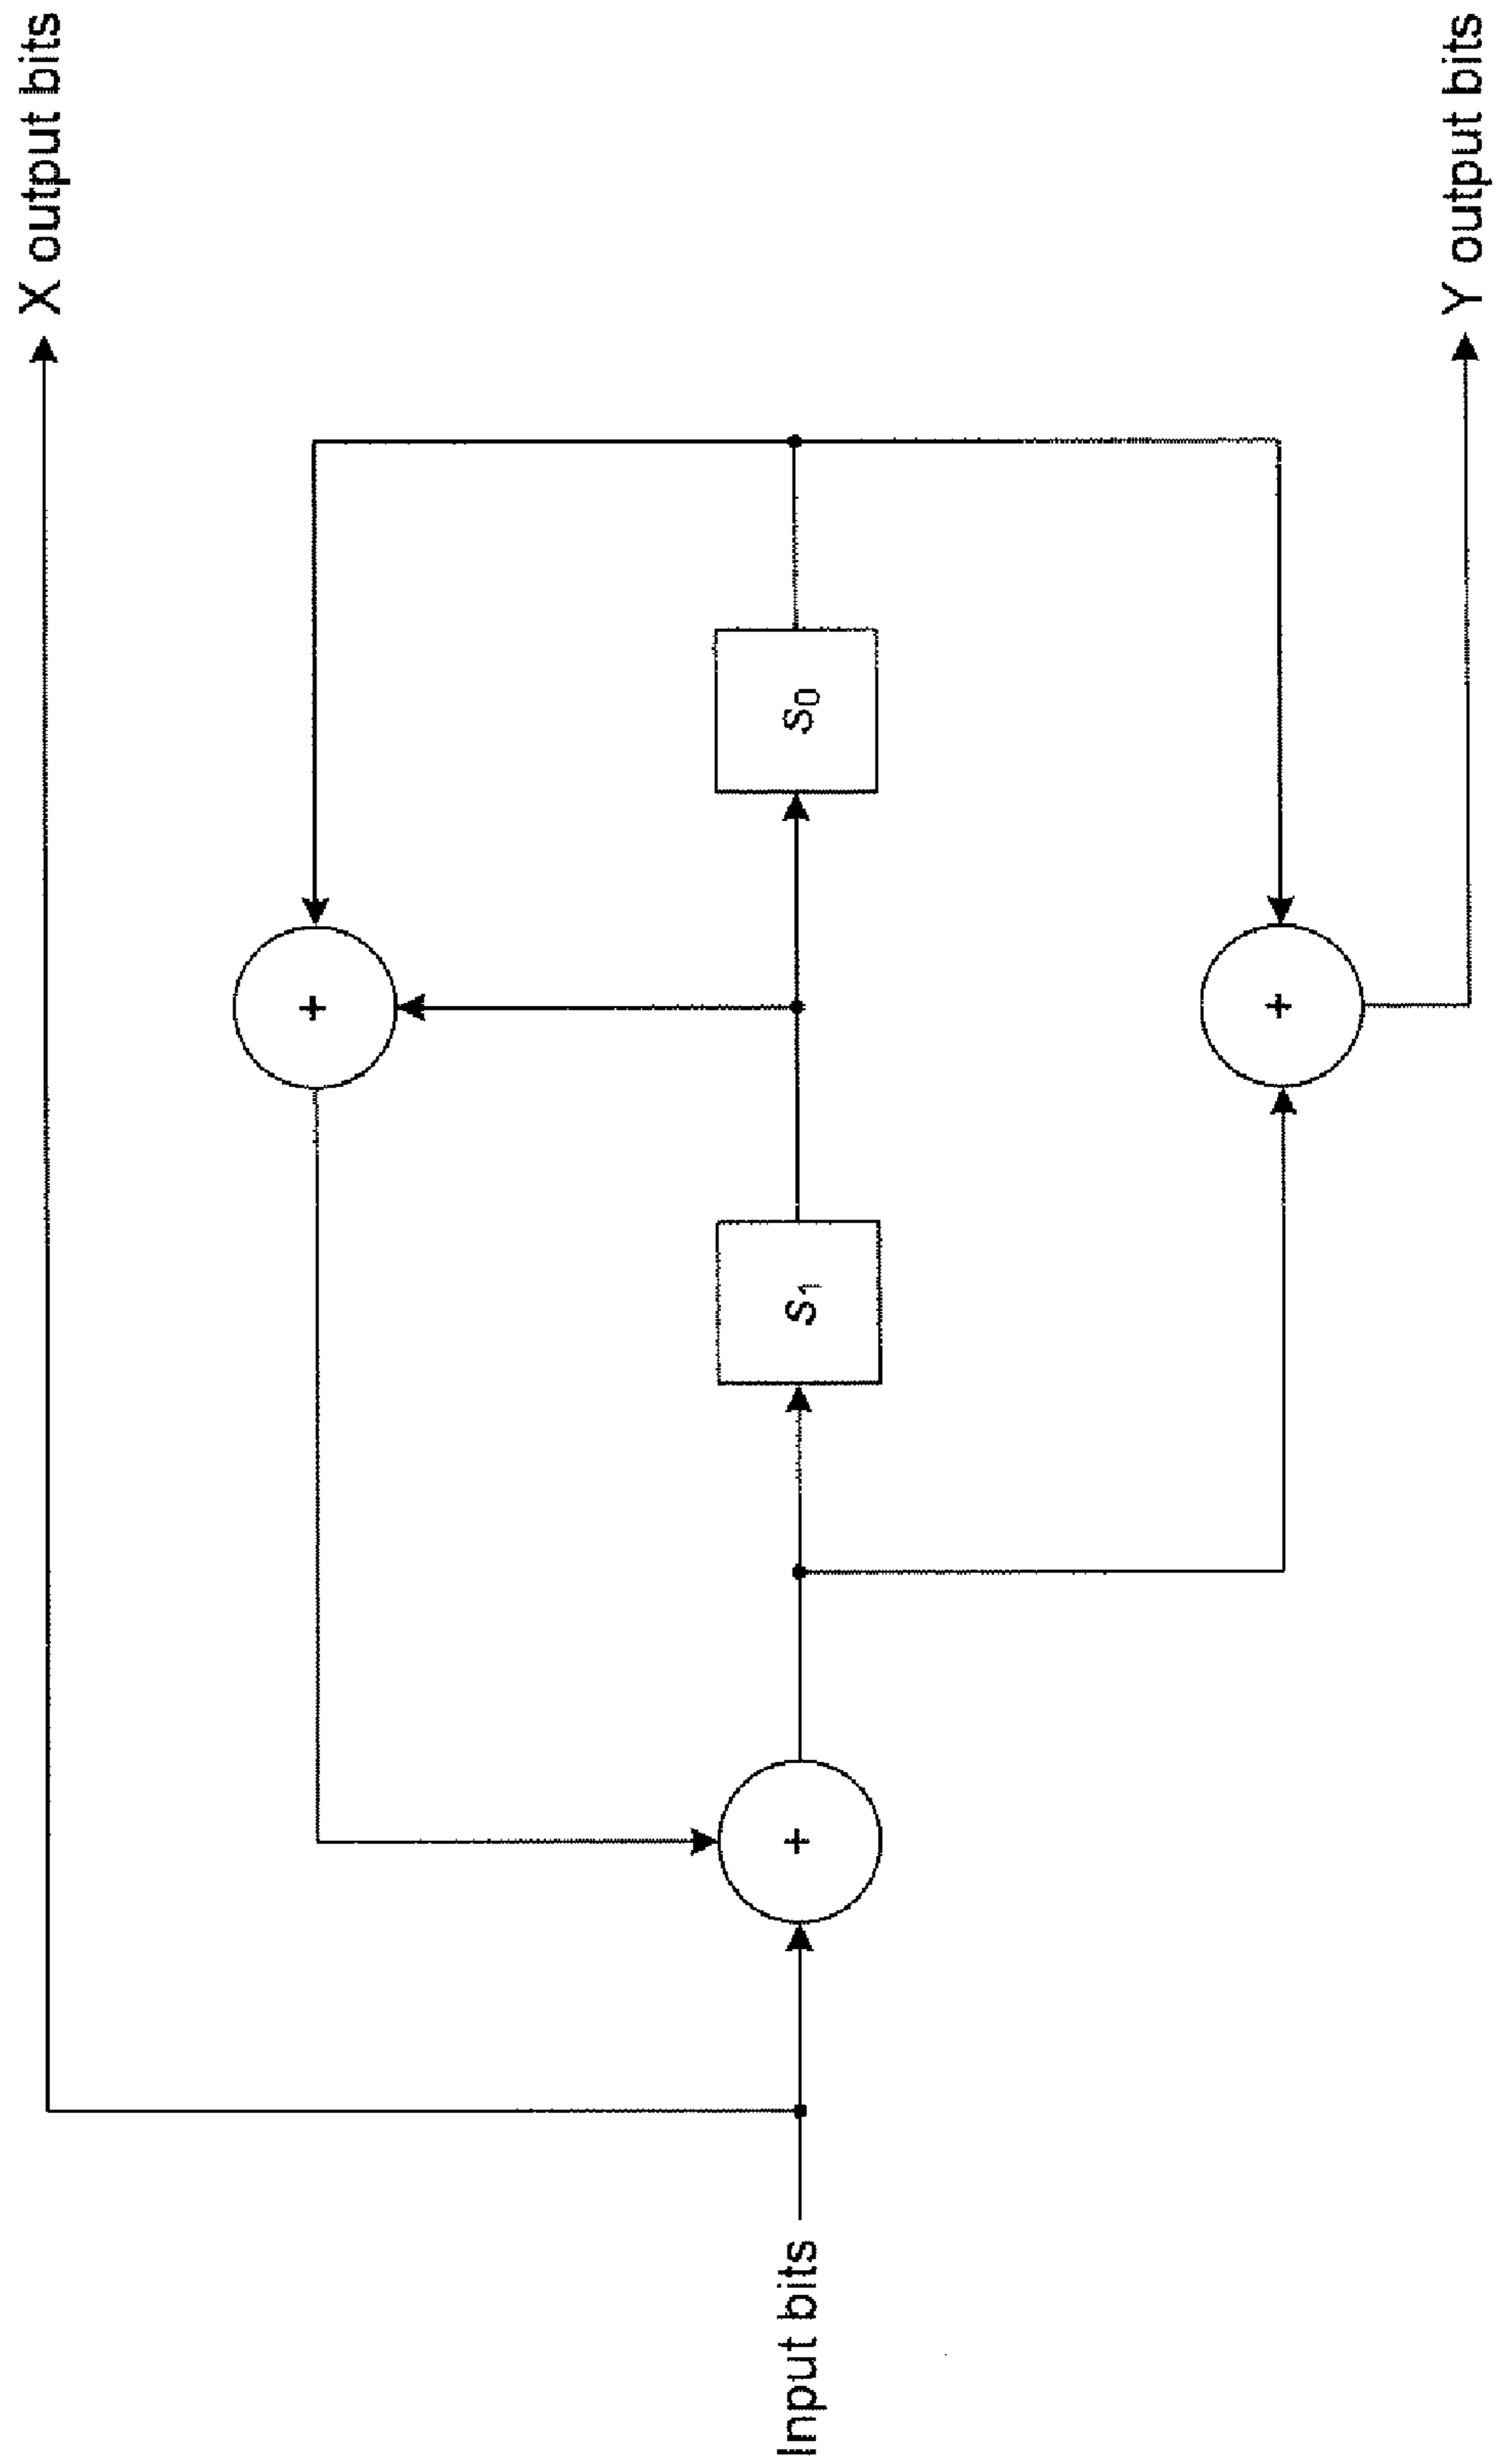 X output bits
+
Input bits
+
S1
S0
+
Y output bits